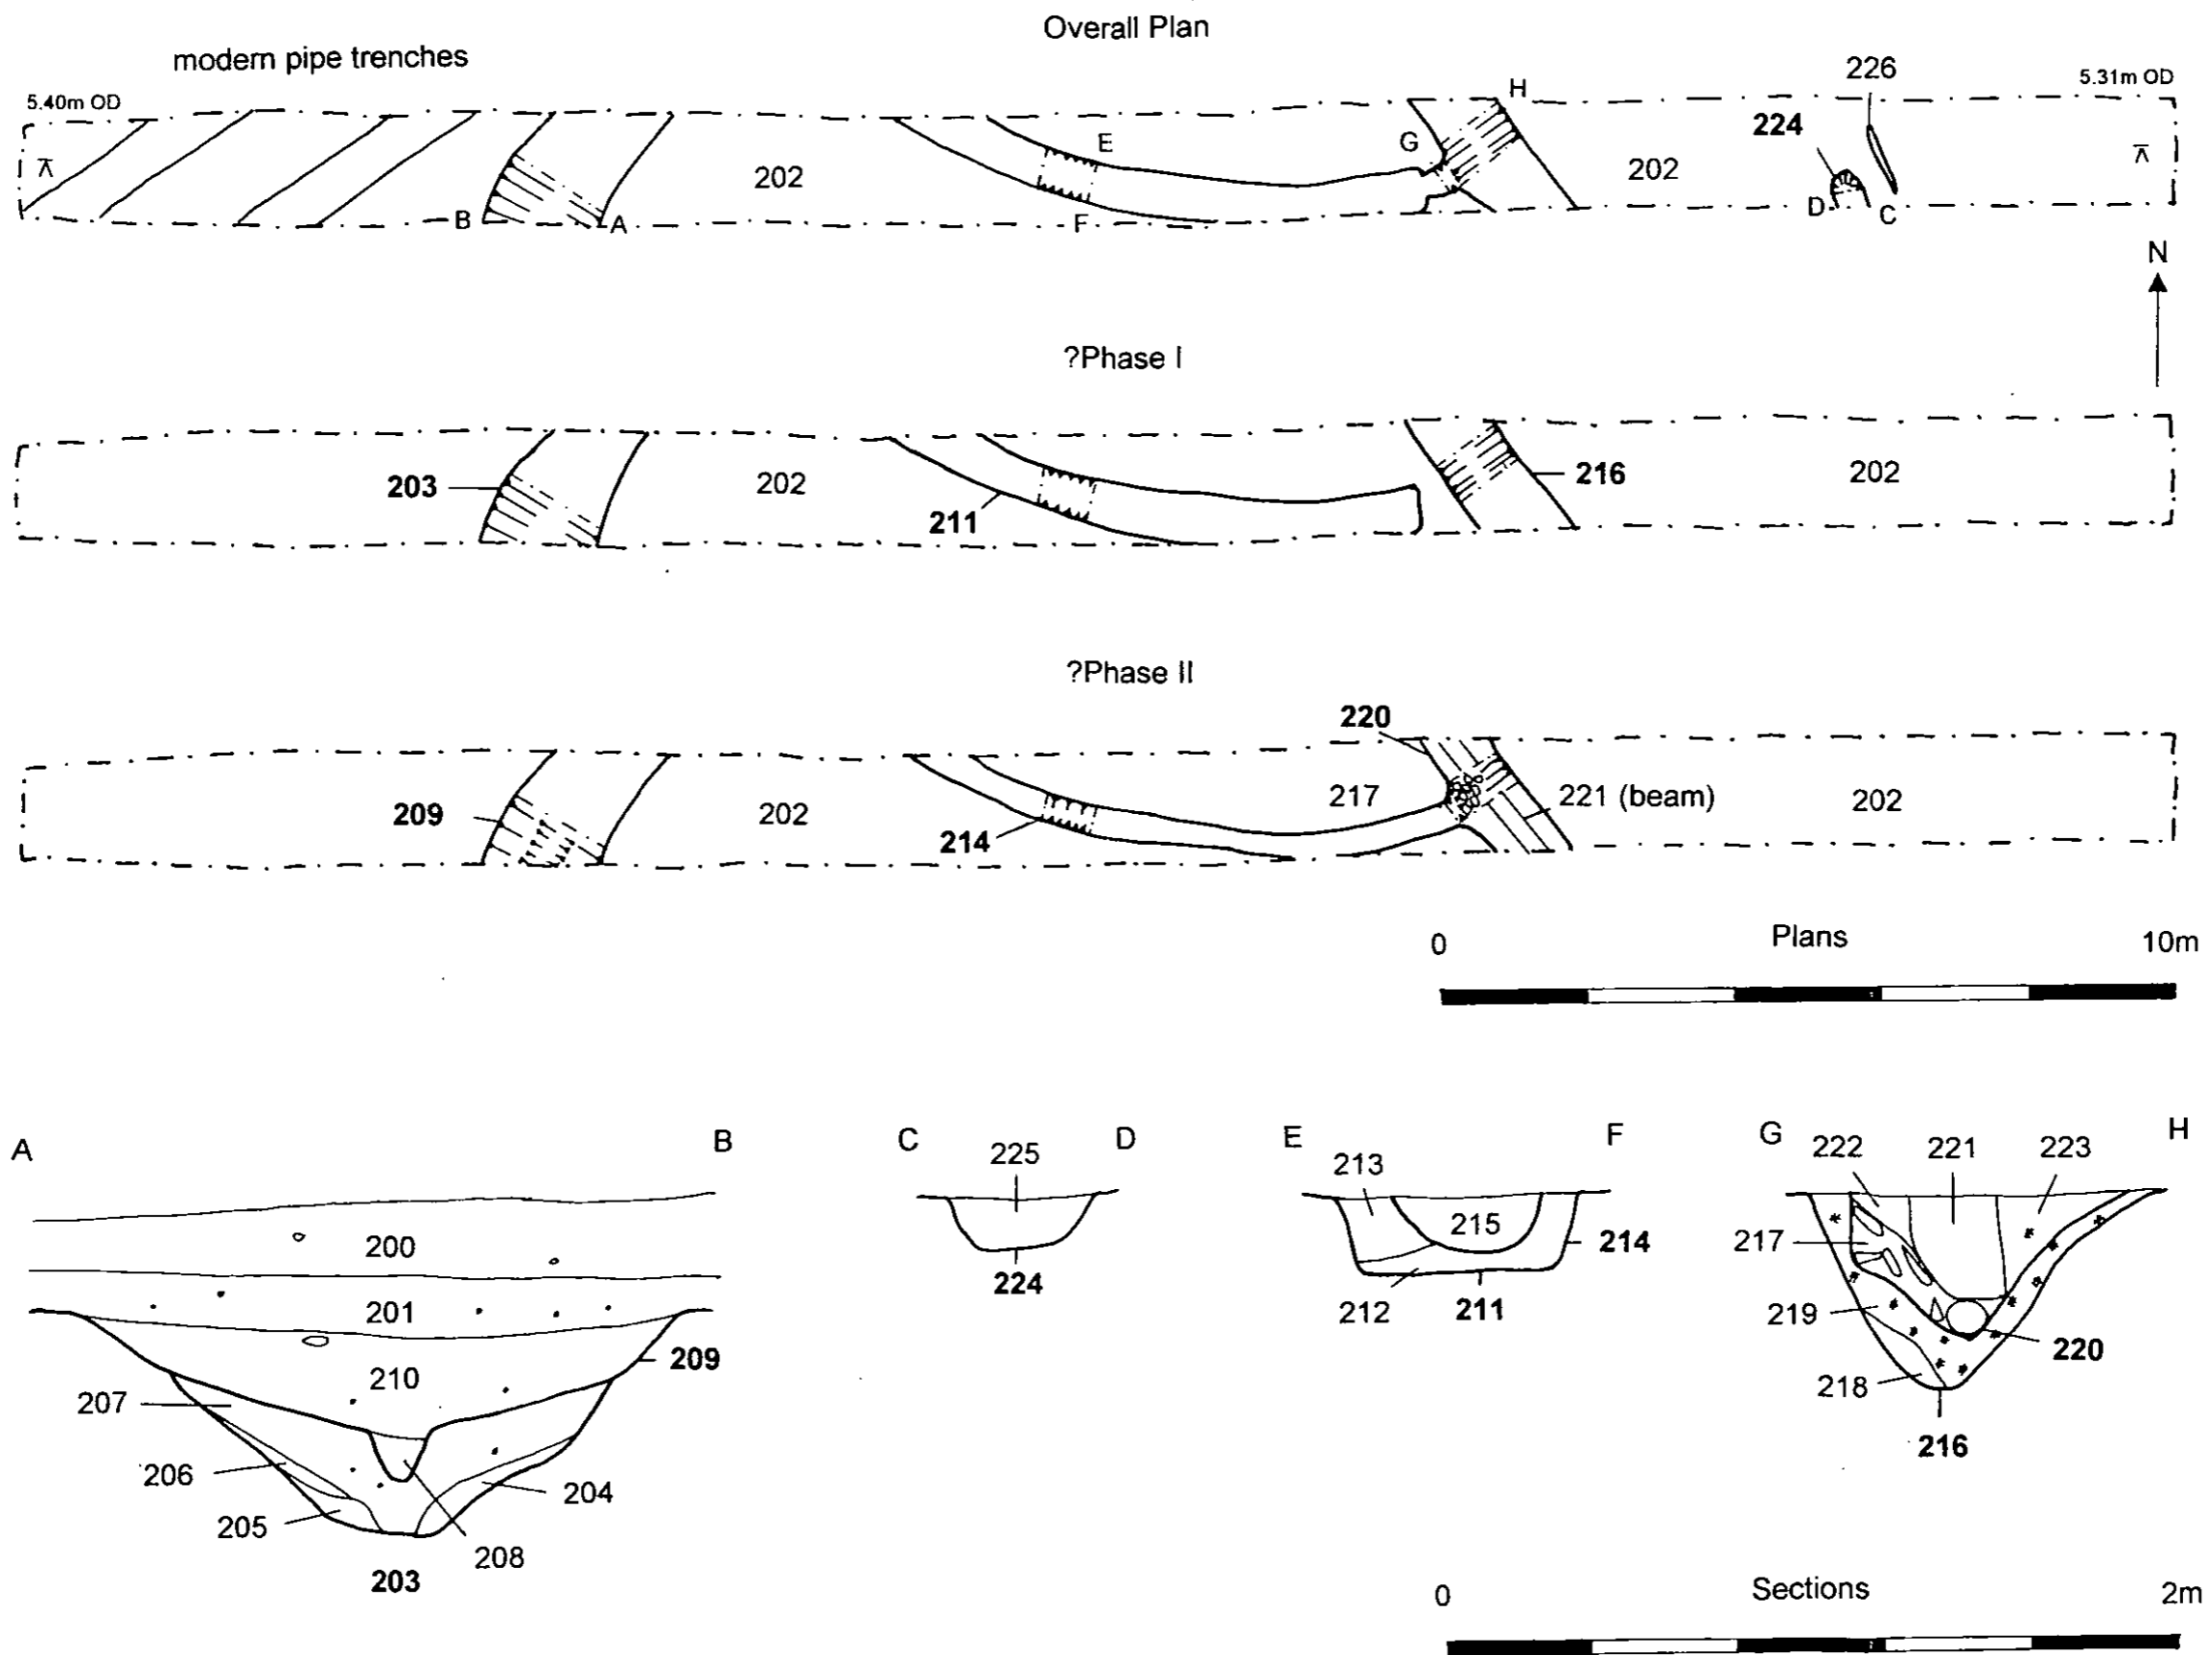 Overall Plan
modern pipe trenches
226
5.40m OD
5.31m OD
H
224
E
G
202
202
B
A
F
D
C
N
?Phase I
203
202
211
216
202
?Phase II
220
209
202
214
217
221 (beam)
202
0 Plans 10m
A B C D E F G H
225
213
222 221 223
200
215
214
217
201
224
212
211
219
209
220
210
207
218
216
206
204
205
208
203
0 Sections 2m